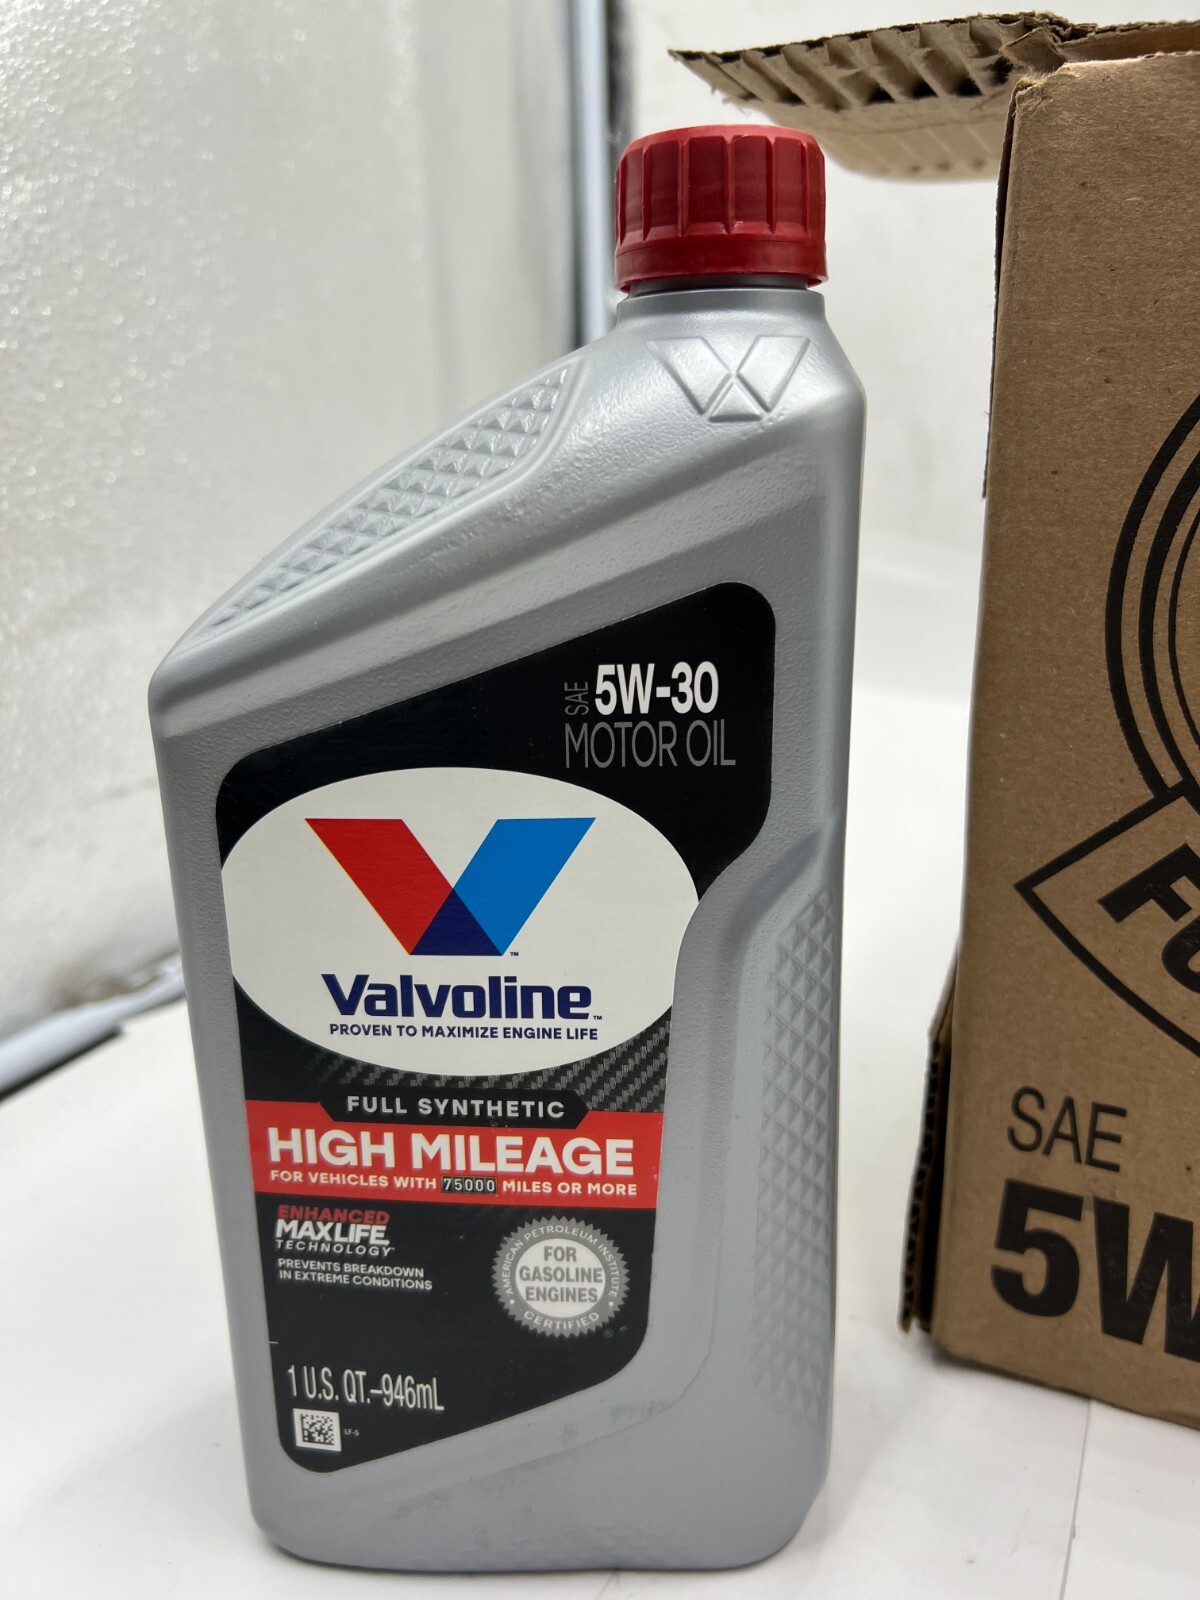 SAE 5W-30
MOTOR OIL
Valvoline™
PROVEN TO MAXIMIZE ENGINE LIFE
FULL SYNTHETIC
HIGH MILEAGE
FOR VEHICLES WITH 75000 MILES OR MORE
ENHANCED
MAXLIFE
TECHNOLOGY
PREVENTS BREAKDOWN
IN EXTREME CONDITIONS
AMERICAN PETROLEUM INSTITUTE
FOR
GASOLINE
ENGINES
CERTIFIED
®
1 U.S. QT.–946mL
LF-S
SAE
5W